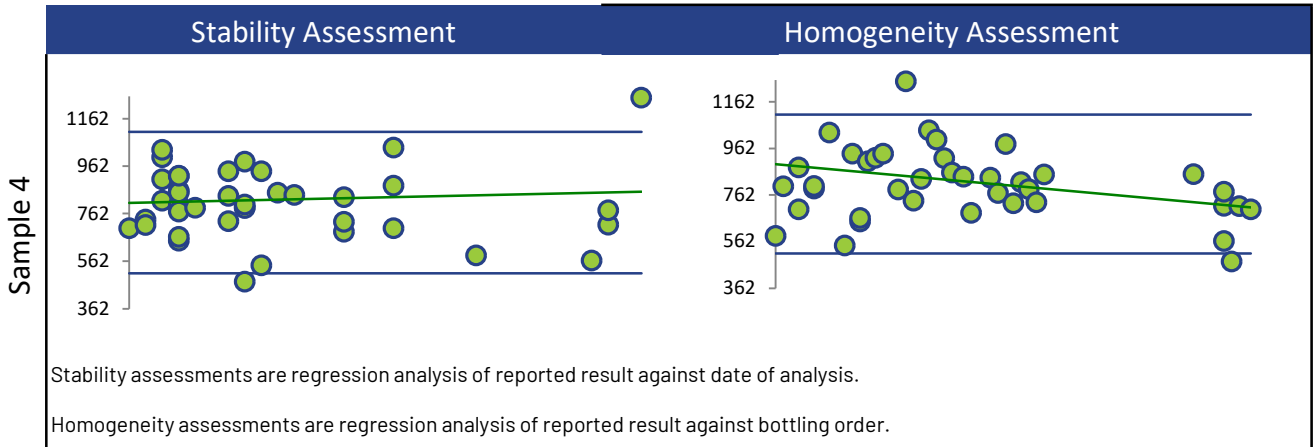 Stability Assessment
Homogeneity Assessment
Sample 4
1162
962
762
562
362
1162
962
762
562
362
Stability assessments are regression analysis of reported result against date of analysis.
Homogeneity assessments are regression analysis of reported result against bottling order.